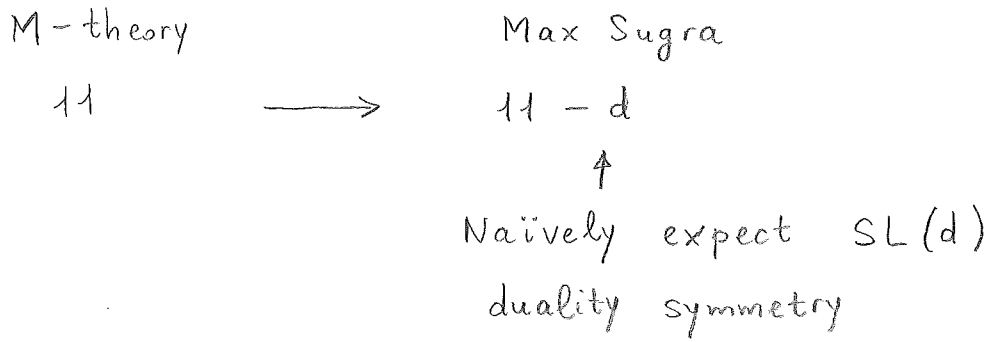 M-theory Max Sugra
11 → 11 - d
↑
Naïvely expect SL(d)
duality symmetry